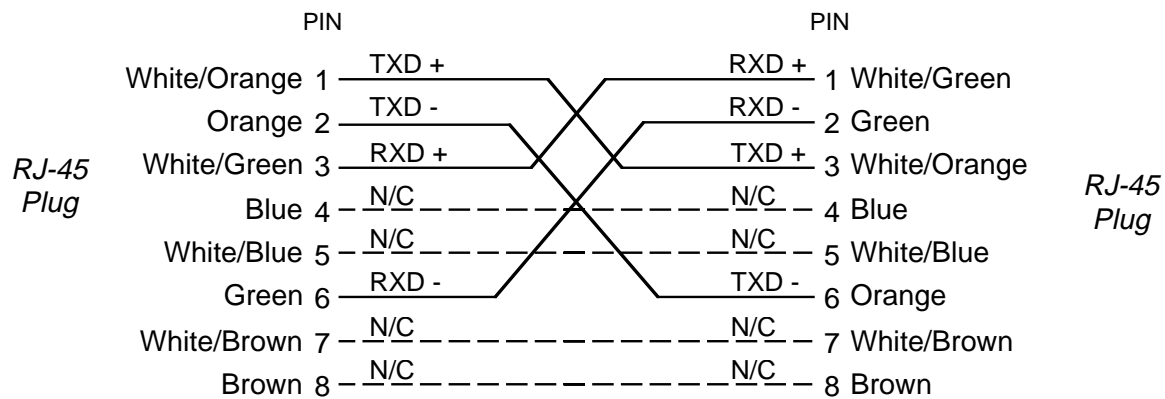 PIN PIN
White/Orange 1 TXD + RXD + 1 White/Green
Orange 2 TXD - RXD - 2 Green
White/Green 3 RXD + TXD + 3 White/Orange
RJ-45 Plug
RJ-45 Plug
Blue 4 N/C N/C 4 Blue
White/Blue 5 N/C N/C 5 White/Blue
Green 6 RXD - TXD - 6 Orange
White/Brown 7 N/C N/C 7 White/Brown
Brown 8 N/C N/C 8 Brown